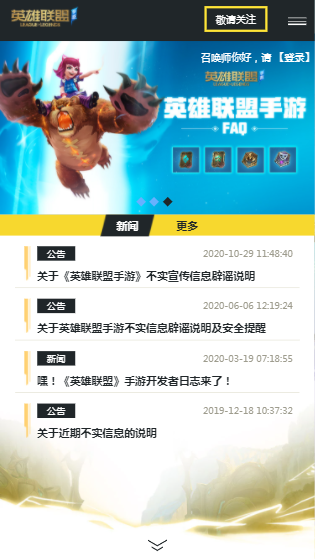 英雄联盟手游
LEAGUE OF LEGENDS
敬请关注
召唤师你好，请 【登录】
英雄联盟手游
英雄联盟手游
FAQ
新闻 更多
公告 2020-10-29 11:48:40
关于《英雄联盟手游》不实宣传信息辟谣说明
公告 2020-06-06 12:19:24
关于英雄联盟手游不实信息辟谣说明及安全提醒
新闻 2020-03-19 07:18:55
嘿！《英雄联盟》手游开发者日志来了！
公告 2019-12-18 10:37:32
关于近期不实信息的说明